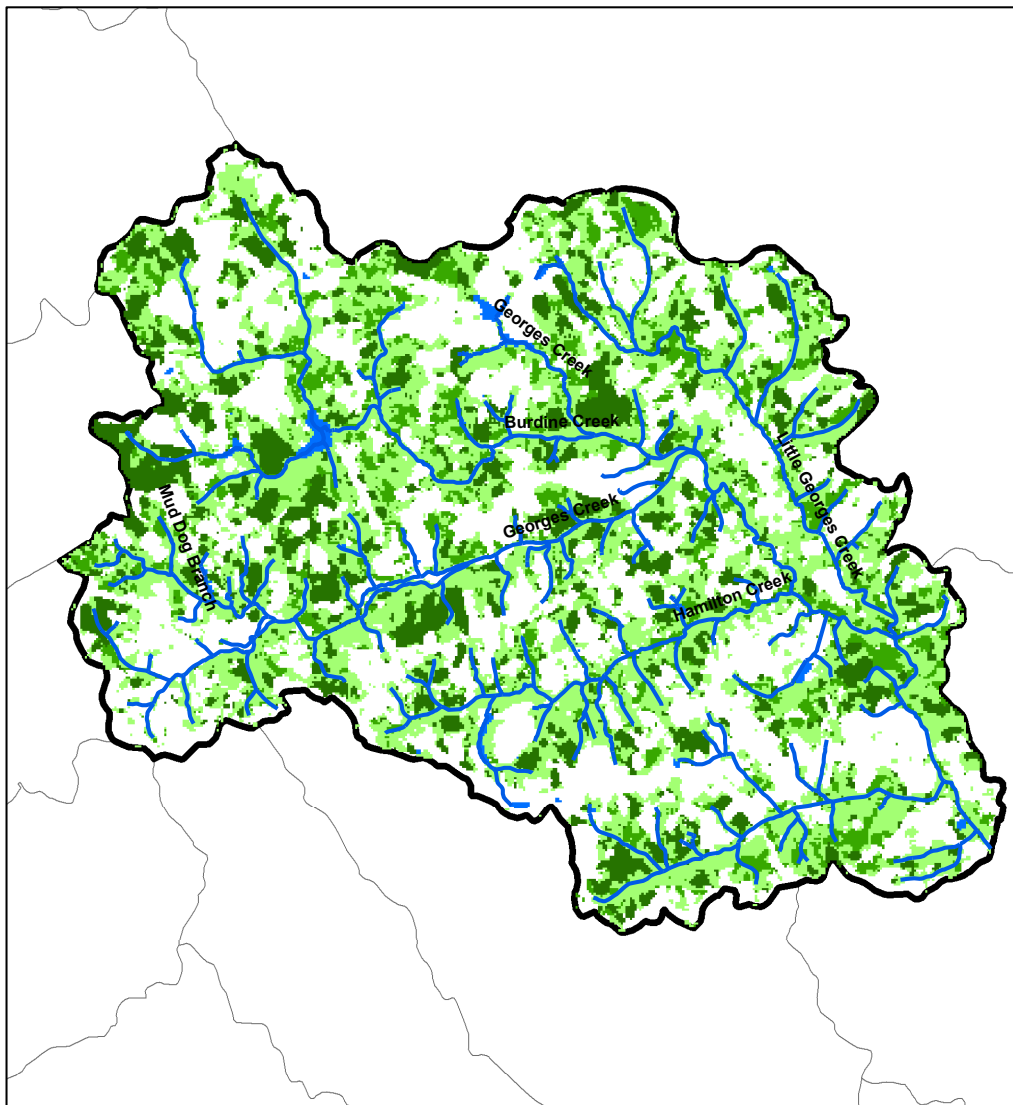 Georges Creek
Burdine Creek
Little Georges Creek
Mud Dog Branch
Georges Creek
Hamilton Creek